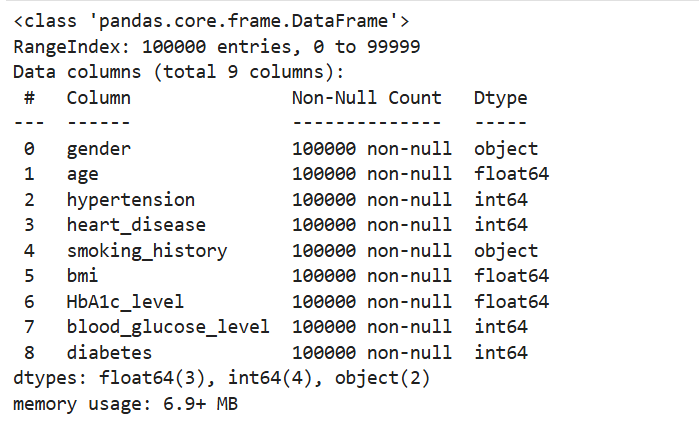 <class 'pandas.core.frame.DataFrame'>
RangeIndex: 100000 entries, 0 to 99999
Data columns (total 9 columns):
 #   Column               Non-Null Count   Dtype
---  ------               --------------   -----
 0   gender               100000 non-null  object
 1   age                  100000 non-null  float64
 2   hypertension         100000 non-null  int64
 3   heart_disease        100000 non-null  int64
 4   smoking_history      100000 non-null  object
 5   bmi                  100000 non-null  float64
 6   HbA1c_level          100000 non-null  float64
 7   blood_glucose_level  100000 non-null  int64
 8   diabetes             100000 non-null  int64
dtypes: float64(3), int64(4), object(2)
memory usage: 6.9+ MB